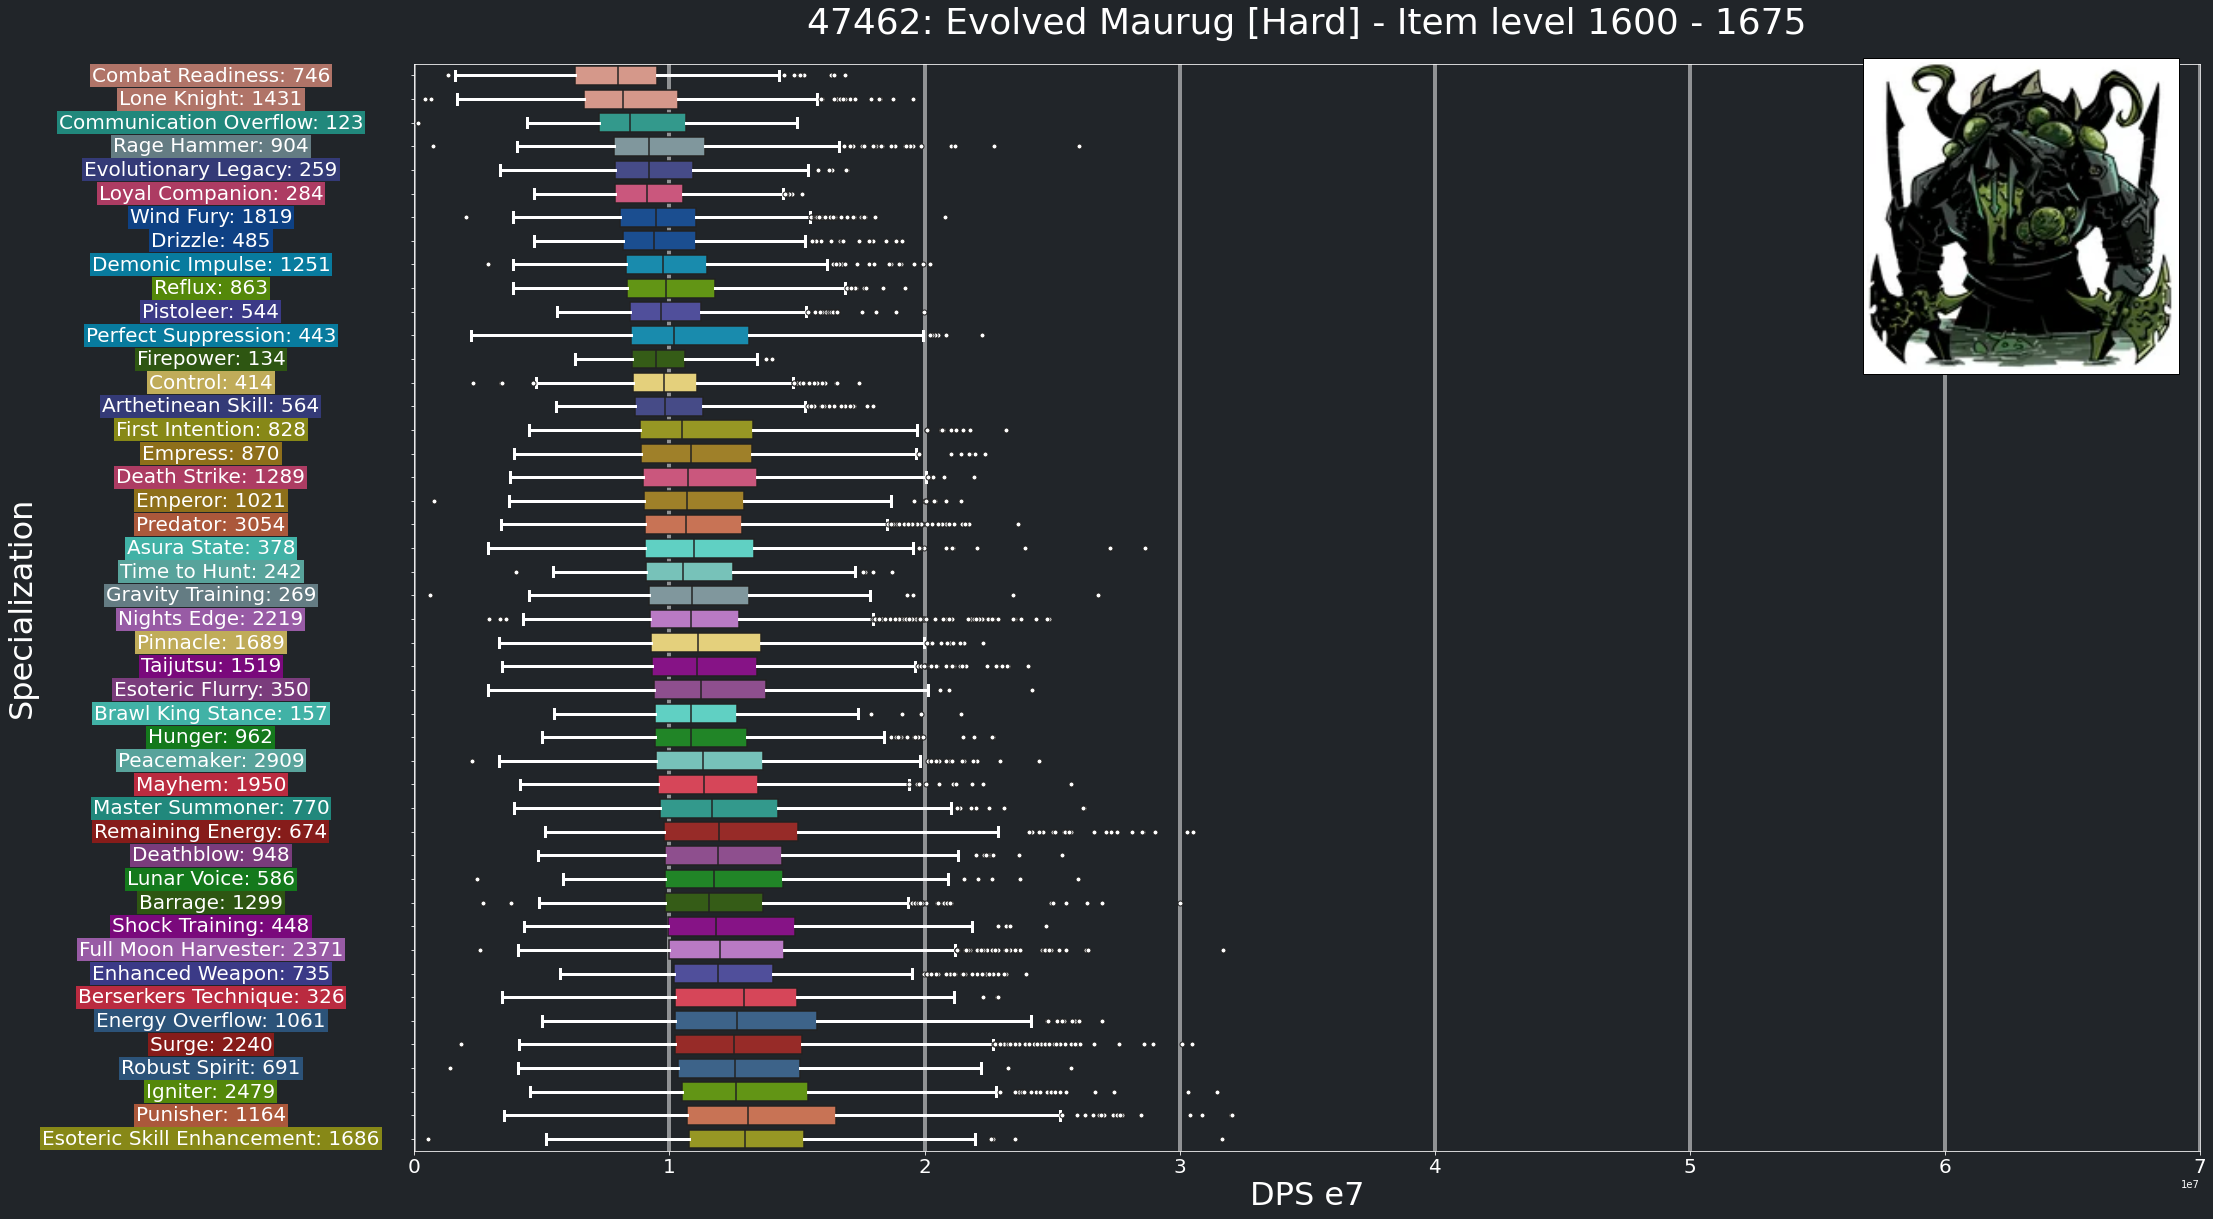 47462: Evolved Maurug [Hard] - Item level 1600 - 1675
Combat Readiness: 746
Lone Knight: 1431
Communication Overflow: 123
Rage Hammer: 904
Evolutionary Legacy: 259
Loyal Companion: 284
Wind Fury: 1819
Drizzle: 485
Demonic Impulse: 1251
Reflux: 863
Pistoleer: 544
Perfect Suppression: 443
Firepower: 134
Control: 414
Arthetinean Skill: 564
First Intention: 828
Empress: 870
Death Strike: 1289
Emperor: 1021
Predator: 3054
Asura State: 378
Time to Hunt: 242
Gravity Training: 269
Nights Edge: 2219
Pinnacle: 1689
Taijutsu: 1519
Esoteric Flurry: 350
Brawl King Stance: 157
Hunger: 962
Peacemaker: 2909
Mayhem: 1950
Master Summoner: 770
Remaining Energy: 674
Deathblow: 948
Lunar Voice: 586
Barrage: 1299
Shock Training: 448
Full Moon Harvester: 2371
Enhanced Weapon: 735
Berserkers Technique: 326
Energy Overflow: 1061
Surge: 2240
Robust Spirit: 691
Igniter: 2479
Punisher: 1164
Esoteric Skill Enhancement: 1686
Specialization
0 1 2 3 4 5 6 7
1e7
DPS e7